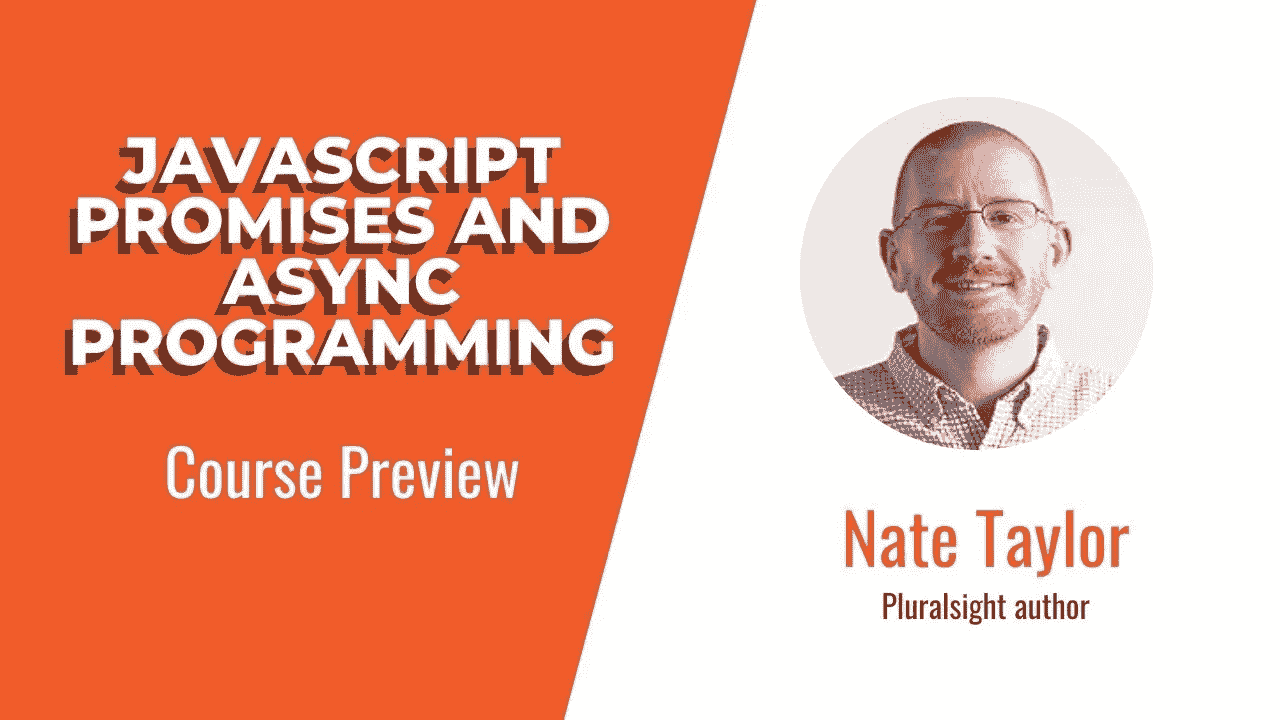 JAVASCRIPT
PROMISES AND
ASYNC
PROGRAMMING
Course Preview
Nate Taylor
Pluralsight author